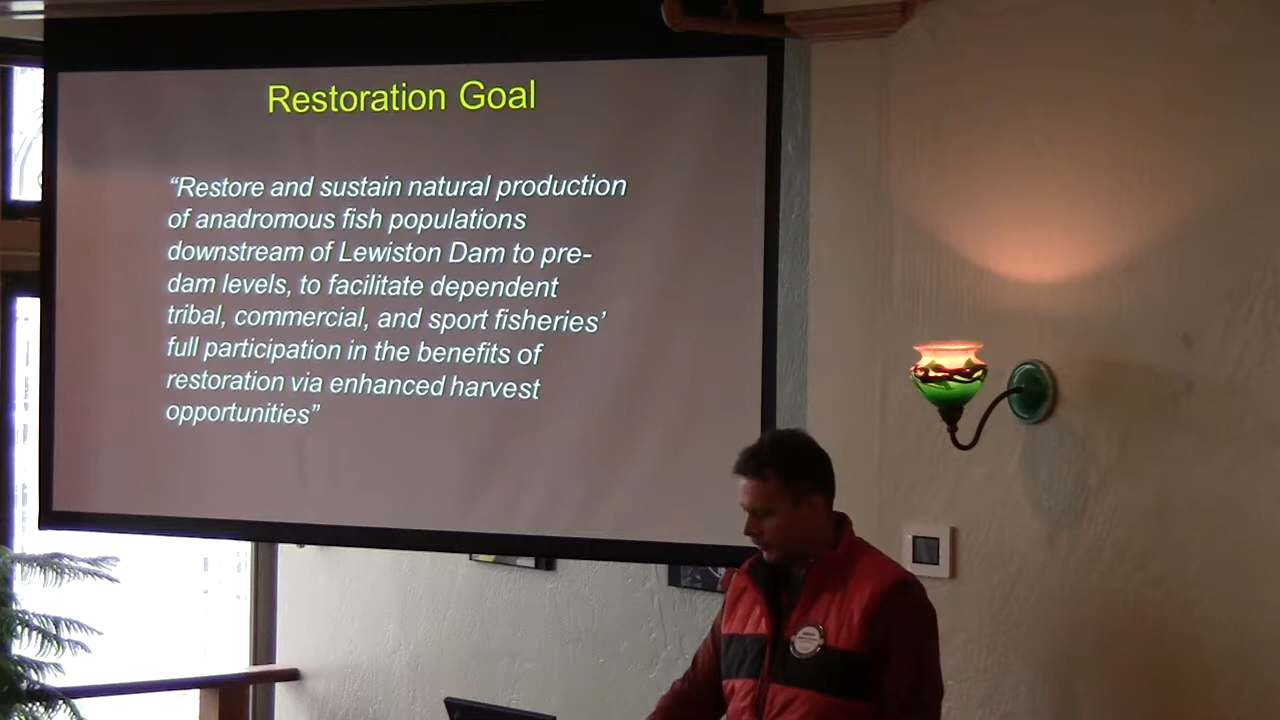 Restoration Goal
“Restore and sustain natural production
of anadromous fish populations
downstream of Lewiston Dam to pre-
dam levels, to facilitate dependent
tribal, commercial, and sport fisheries’
full participation in the benefits of
restoration via enhanced harvest
opportunities”